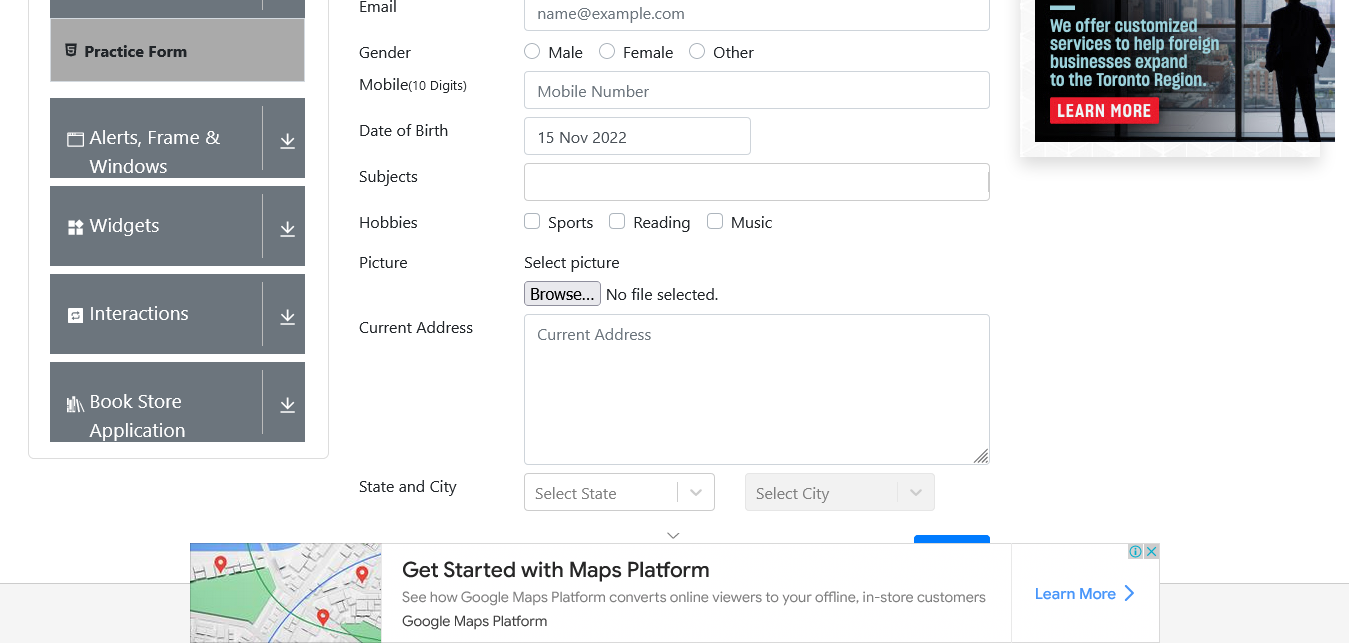 Email
name@example.com
Practice Form
Gender
Male
Female
Other
Mobile(10 Digits)
Mobile Number
Date of Birth
15 Nov 2022
Subjects
Hobbies
Sports
Reading
Music
Picture
Select picture
Browse... No file selected.
Current Address
Current Address
State and City
Select State
Select City
Alerts, Frame &
Windows
Widgets
Interactions
Book Store
Application
We offer customized
services to help foreign
businesses expand
to the Toronto Region.
LEARN MORE
Get Started with Maps Platform
See how Google Maps Platform converts online viewers to your offline, in-store customers
Google Maps Platform
Learn More